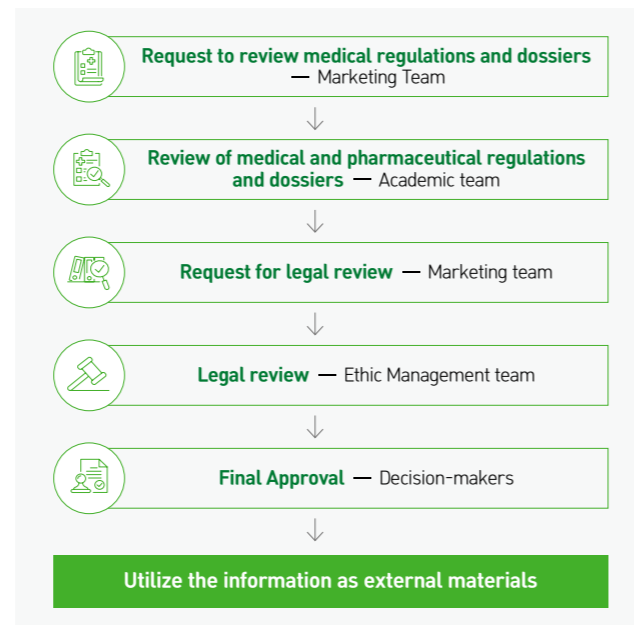 Request to review medical regulations and dossiers
— Marketing Team
Review of medical and pharmaceutical regulations
and dossiers — Academic team
Request for legal review — Marketing team
Legal review — Ethic Management team
Final Approval — Decision-makers
Utilize the information as external materials